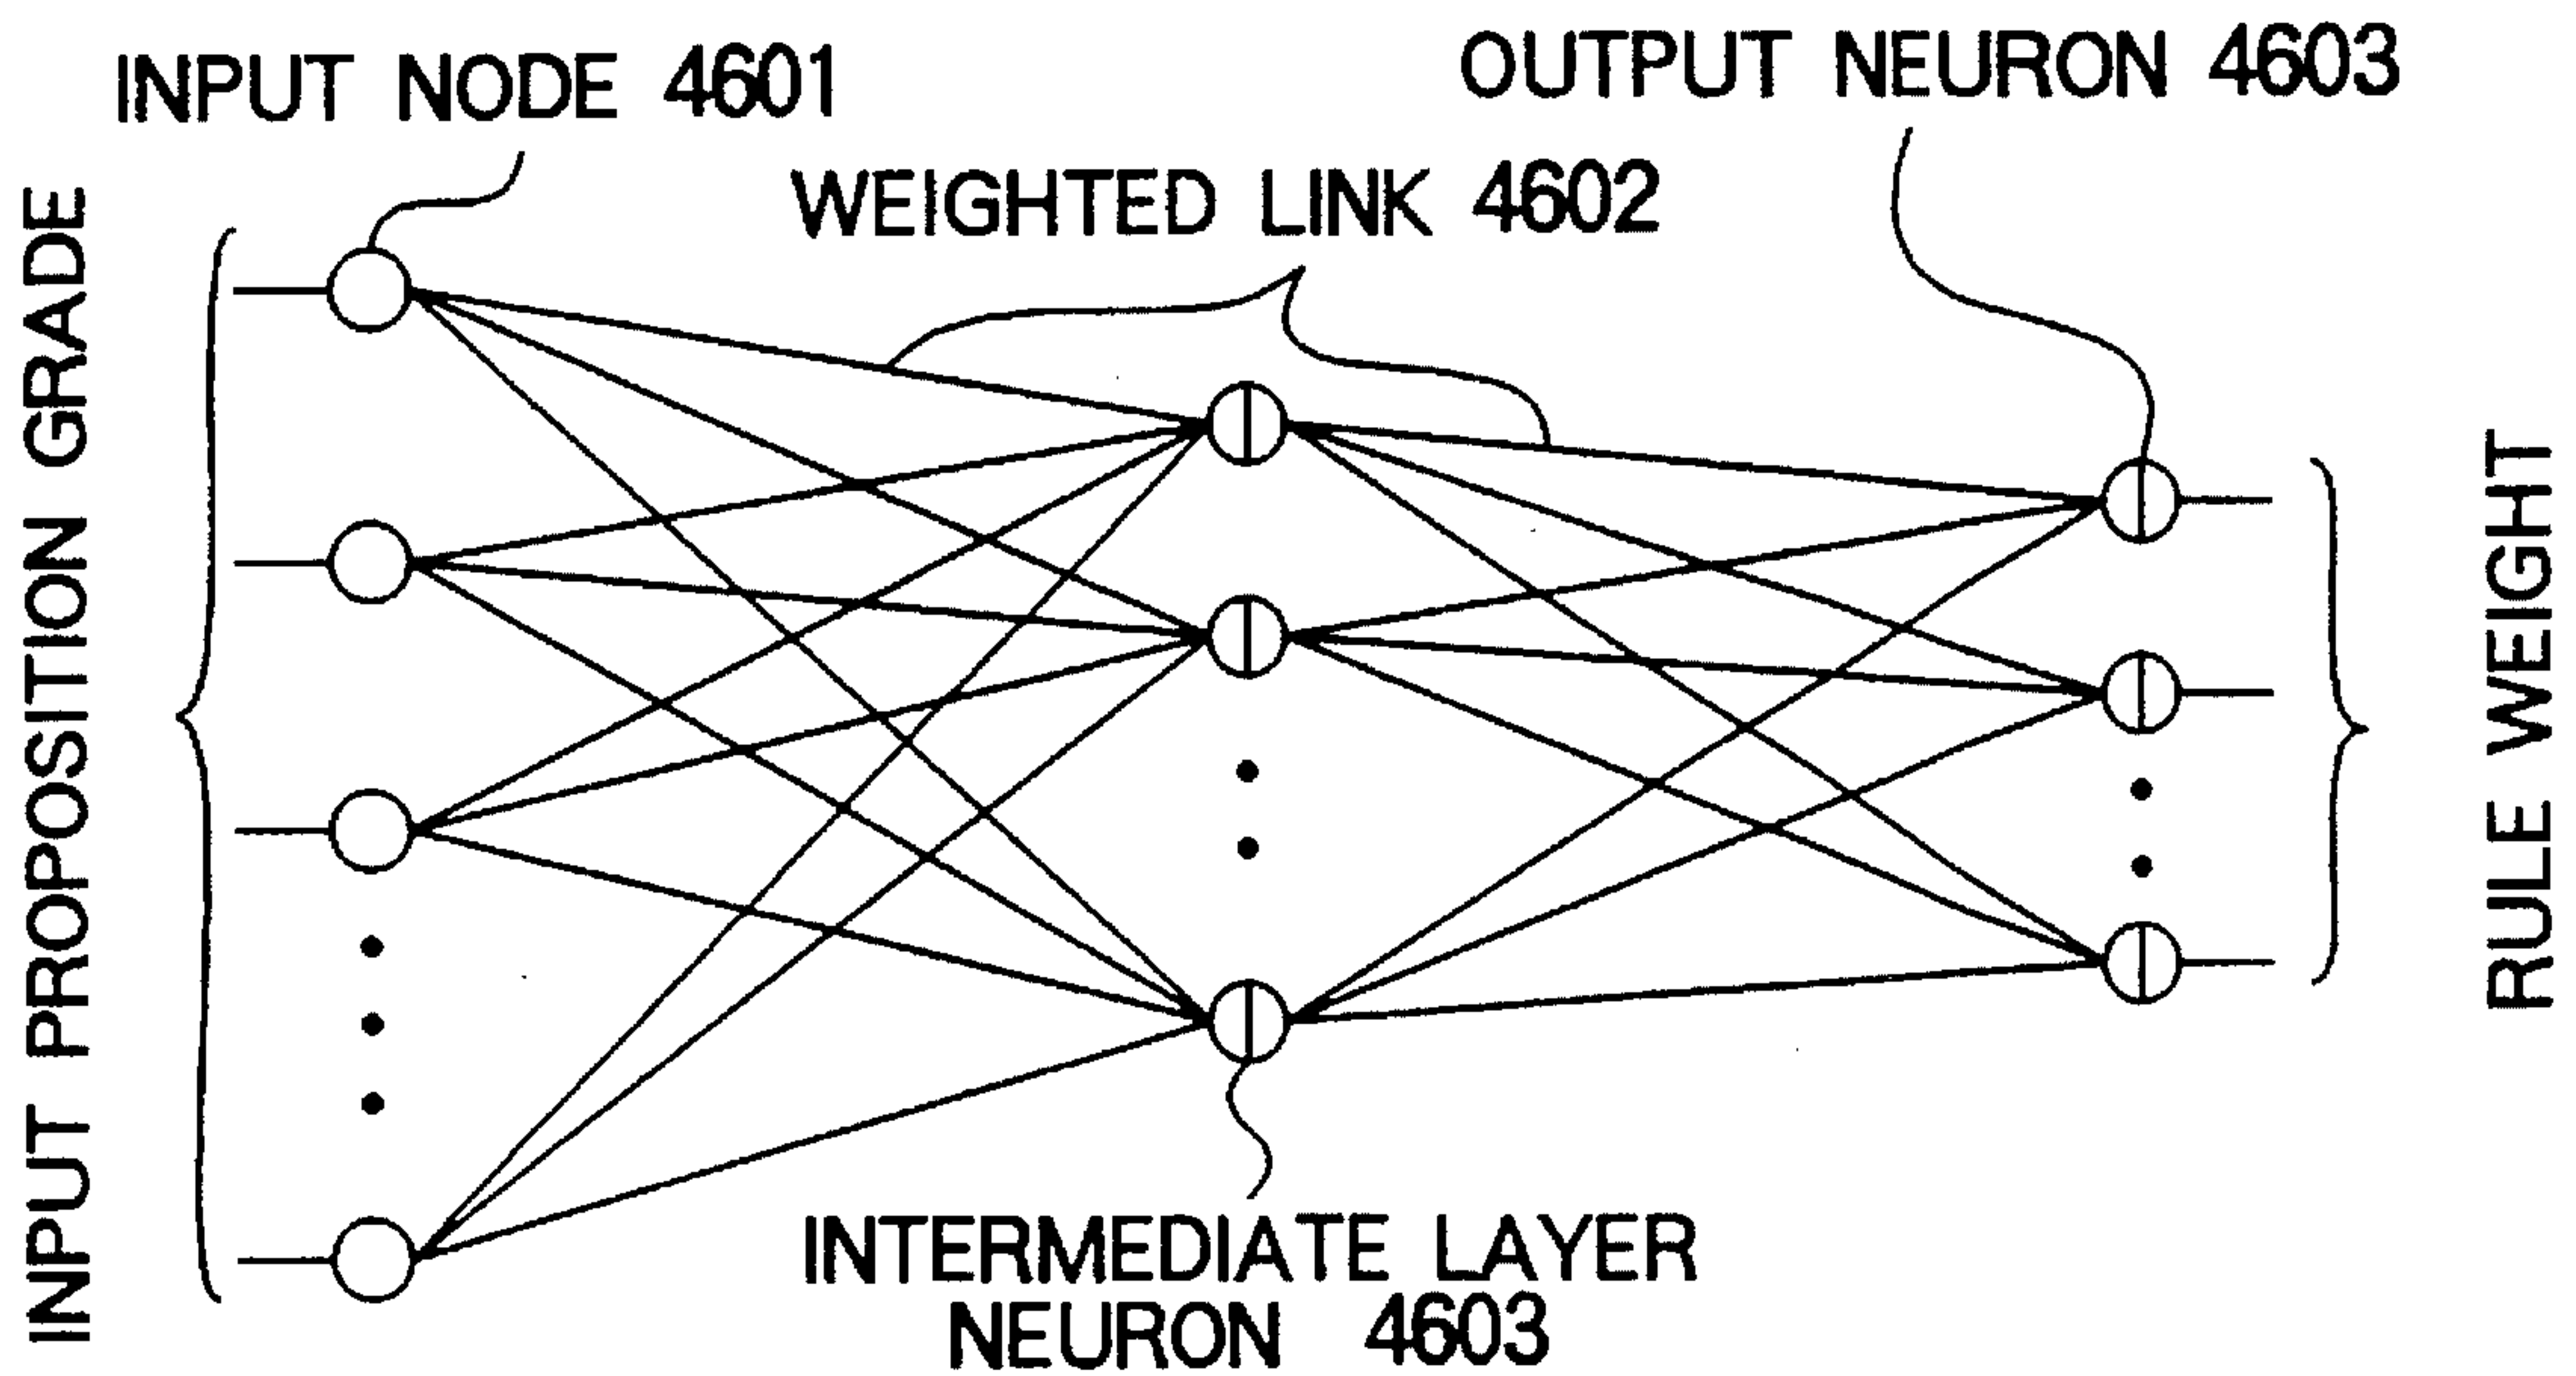 INPUT NODE 4601
OUTPUT NEURON 4603
WEIGHTED LINK 4602
INPUT PROPOSITION GRADE
RULE WEIGHT
INTERMEDIATE LAYER
NEURON 4603